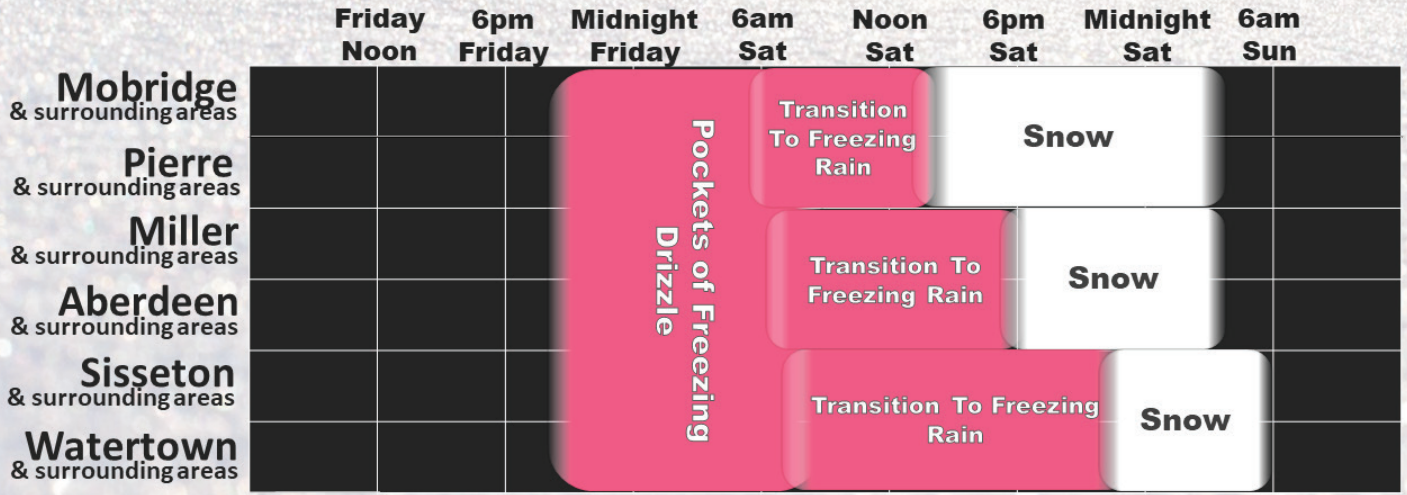 Friday 6pm Midnight 6am Noon 6pm Midnight 6am
Noon Friday Friday Sat Sat Sat Sat Sun
Mobridge
& surrounding areas
Pierre
& surrounding areas
Miller
& surrounding areas
Aberdeen
& surrounding areas
Sisseton
& surrounding areas
Watertown
& surrounding areas
Pockets of Freezing
Drizzle
Transition
To Freezing
Rain
Snow
Transition To
Freezing Rain
Snow
Transition To Freezing
Rain
Snow